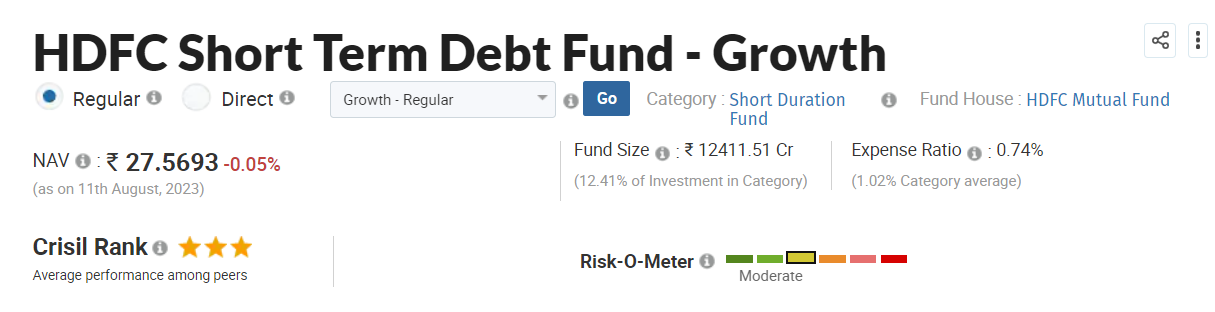 HDFC Short Term Debt Fund - Growth
Regular Direct Growth - Regular Go Category : Short Duration Fund Fund House : HDFC Mutual Fund
NAV : ₹ 27.5693 -0.05%
(as on 11th August, 2023)
Fund Size : ₹ 12411.51 Cr
(12.41% of Investment in Category)
Expense Ratio : 0.74%
(1.02% Category average)
Crisil Rank
Average performance among peers
Risk-O-Meter
Moderate